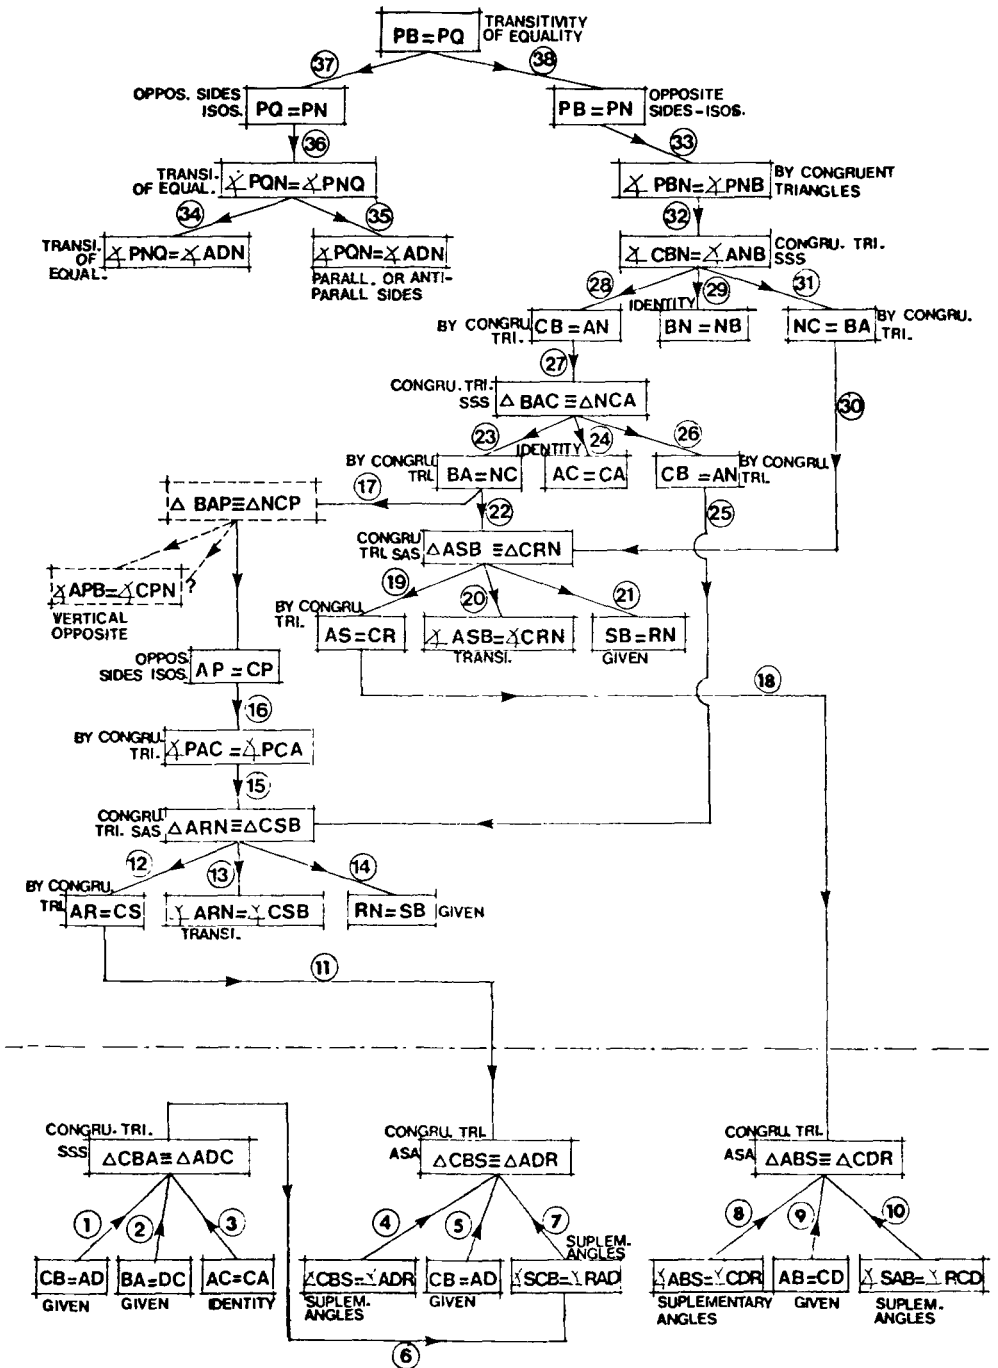 TRANSITIVITY
OF EQUALITY
PB=PQ
37
38
OPPOS. SIDES
ISOS.
PQ=PN
PB=PN
OPPOSITE
SIDES-ISOS.
36
33
TRANSI.
OF EQUAL.
∡PQN=∡PNQ
∡PBN=∡PNB
BY CONGRUENT
TRIANGLES
34
35
32
TRANSI.
OF
EQUAL.
∡PNQ=∡ADN
∡PQN=∡ADN
PARALL. OR ANTI-
PARALL SIDES
∡CBN=∡ANB
CONGRU. TRI.
SSS
28
IDENTITY
29
31
BY CONGRU
TRI.
CB=AN
BN=NB
NC=BA
BY CONGRU.
TRI.
27
CONGRU. TRI.
SSS
△BAC≡△NCA
30
23
IDENTITY
24
26
BY CONGRU
TRI.
BA=NC
AC=CA
CB=AN
BY CONGRU.
TRI.
17
22
25
△BAP≡△NCP
CONGRU
TRI. SAS
△ASB≡△CRN
∡APB=∡CPN
?
VERTICAL
OPPOSITE
19
20
21
BY CONGRU.
TRI.
AS=CR
∡ASB=∡CRN
TRANSI.
SB=RN
GIVEN
OPPOS.
SIDES ISOS.
AP=CP
18
16
BY CONGRU.
TRI.
∡PAC=∡PCA
15
CONGRU.
TRI. SAS
△ARN≡△CSB
12
13
14
BY CONGRU.
TRI.
AR=CS
∡ARN=∡CSB
TRANSI.
RN=SB
GIVEN
11
CONGRU. TRI.
SSS
△CBA≡△ADC
CONGRU. TRI.
ASA
△CBS≡△ADR
CONGRU. TRI.
ASA
△ABS≡△CDR
1
2
3
4
5
7
8
9
10
SUPLEM.
ANGLES
CB=AD
GIVEN
BA=DC
GIVEN
AC=CA
IDENTITY
∡CBS=∡ADR
SUPLEM.
ANGLES
CB=AD
GIVEN
∡SCB=∡RAD
∡ABS=∡CDR
SUPLEMENTARY
ANGLES
AB=CD
GIVEN
∡SAB=∡RCD
SUPLEM.
ANGLES
6